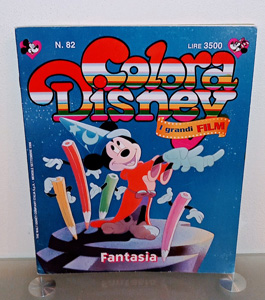 N. 82
LIRE 3500
Colora
Disney
i grandi FILM
Fantasia